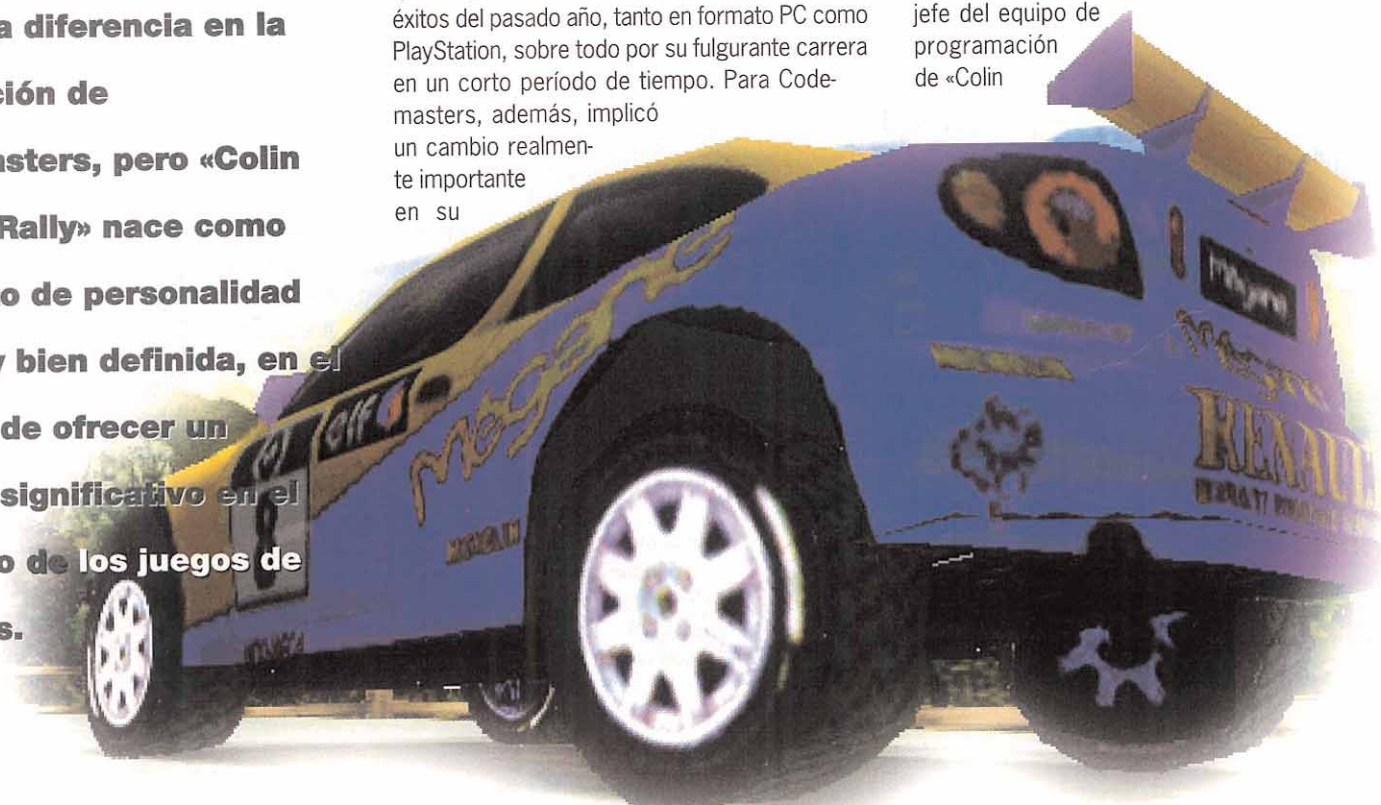 a diferencia en la
ción de
asters, pero «Colin
Rally» nace como
o de personalidad
y bien definida, en el
de ofrecer un
significativo en el
o de los juegos de
s.
éxitos del pasado año, tanto en formato PC como
PlayStation, sobre todo por su fulgurante carrera
en un corto período de tiempo. Para Code-
masters, además, implicó
un cambio realmen-
te importante
en su
jefe del equipo de
programación
de «Colin
Megane
elf
8
MICHELIN
Megane
RENAULT